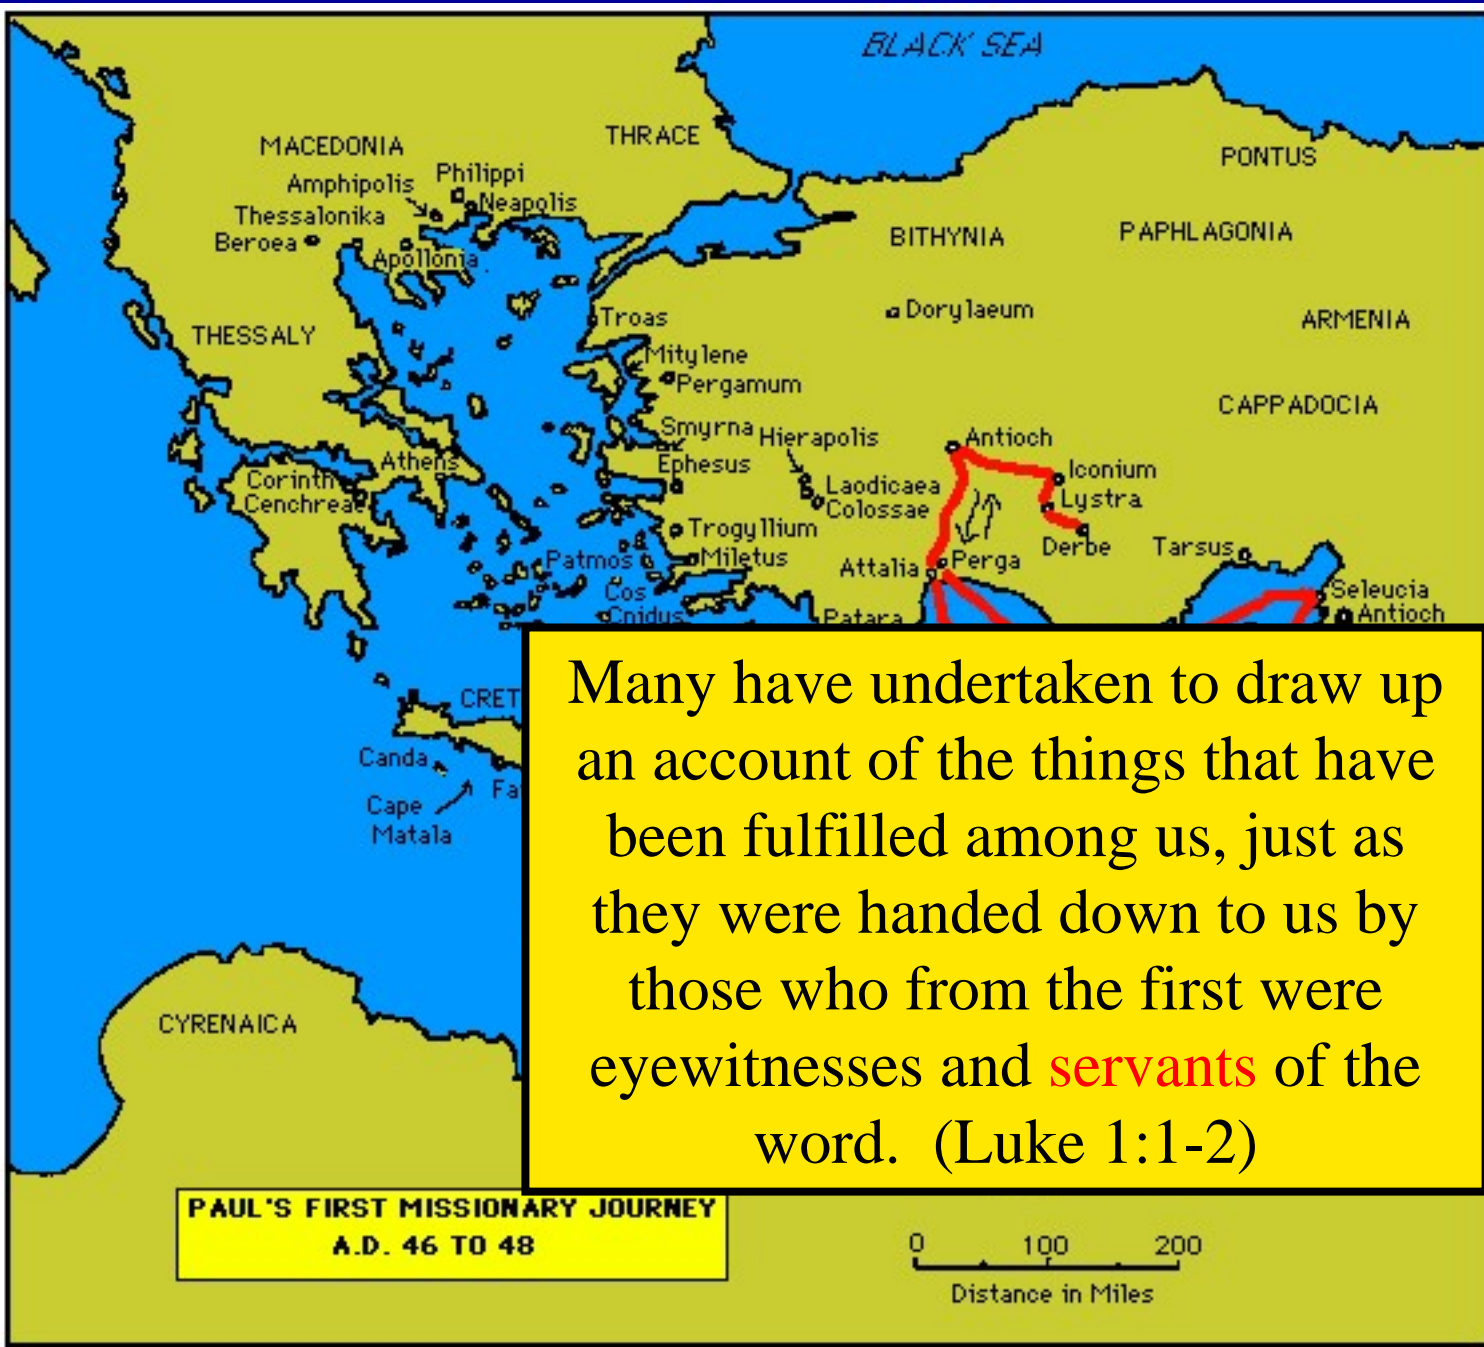 BLACK SEA
THRACE
MACEDONIA
PONTUS
Philippi
Amphipolis
Neapolis
Thessalonika
PAPHLAGONIA
Beroea
BITHYNIA
Apollonia
Dorylaeum
Troas
ARMENIA
THESSALY
Mitylene
Pergamum
CAPPADOCIA
Smyrna
Hierapolis
Antioch
Athens
Ephesus
Iconium
Corinth
Laodicaea
Lystra
Cenchreae
Colossae
Trogyllium
Derbe
Tarsus
Patmos
Miletus
Attalia
Perga
Cos
Seleucia
Cnidus
Patara
Antioch
CRET
Canda
Fa
Cape
Matala
Many have undertaken to draw up
an account of the things that have
been fulfilled among us, just as
they were handed down to us by
those who from the first were
eyewitnesses and servants of the
word. (Luke 1:1-2)
CYRENAICA
PAUL'S FIRST MISSIONARY JOURNEY
A.D. 46 TO 48
0 100 200
Distance in Miles